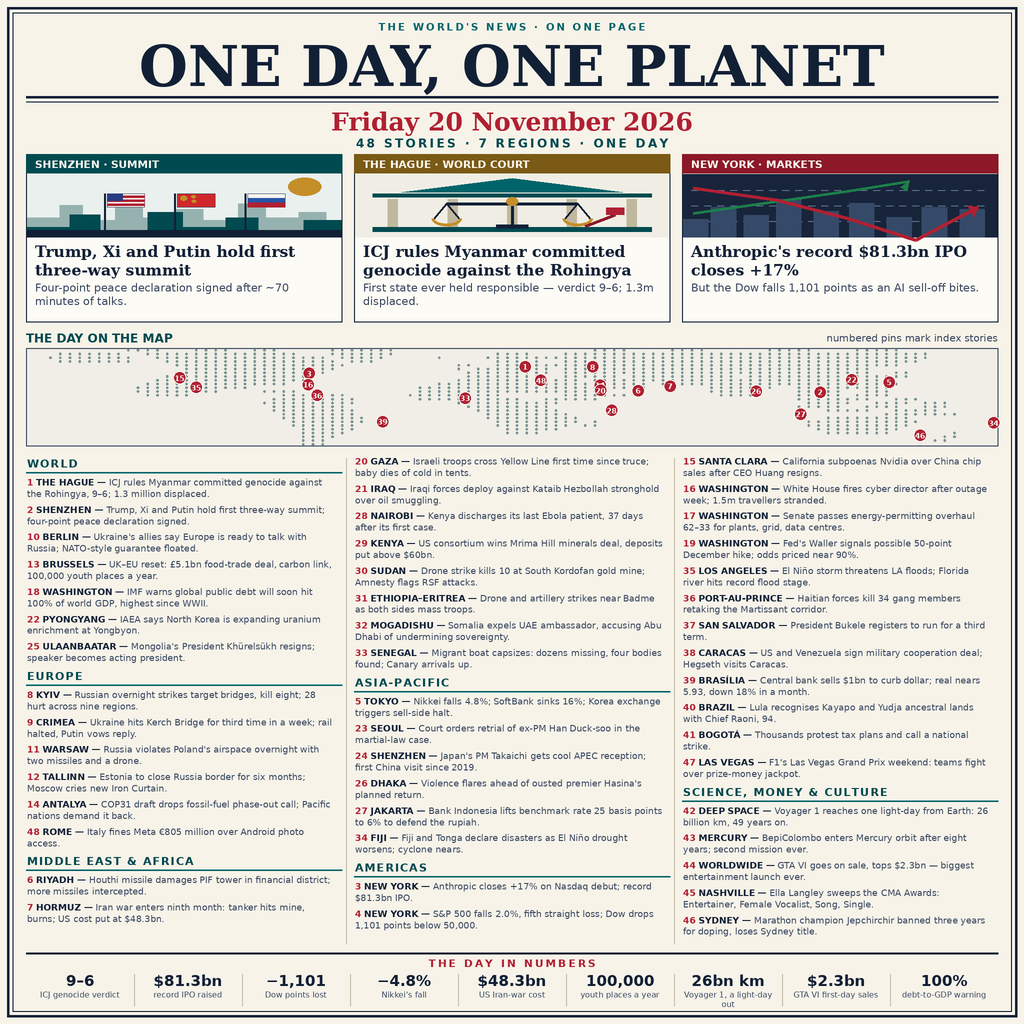 THE WORLD'S NEWS · ON ONE PAGE
ONE DAY, ONE PLANET
Friday 20 November 2026
48 STORIES · 7 REGIONS · ONE DAY
SHENZHEN · SUMMIT
Trump, Xi and Putin hold first
three-way summit
Four-point peace declaration signed after ~70
minutes of talks.
THE HAGUE · WORLD COURT
ICJ rules Myanmar committed
genocide against the Rohingya
First state ever held responsible — verdict 9–6; 1.3m
displaced.
NEW YORK · MARKETS
Anthropic's record $81.3bn IPO
closes +17%
But the Dow falls 1,101 points as an AI sell-off bites.
THE DAY ON THE MAP
numbered pins mark index stories
15
35
3
16
36
39
33
1
48
8
20
28
6
7
26
27
2
22
5
46
34
WORLD
1 THE HAGUE — ICJ rules Myanmar committed genocide against
the Rohingya, 9–6; 1.3 million displaced.
2 SHENZHEN — Trump, Xi and Putin hold first three-way summit;
four-point peace declaration signed.
10 BERLIN — Ukraine's allies say Europe is ready to talk with
Russia; NATO-style guarantee floated.
13 BRUSSELS — UK–EU reset: £5.1bn food-trade deal, carbon link,
100,000 youth places a year.
18 WASHINGTON — IMF warns global public debt will soon hit
100% of world GDP, highest since WWII.
22 PYONGYANG — IAEA says North Korea is expanding uranium
enrichment at Yongbyon.
25 ULAANBAATAR — Mongolia's President Khürelsükh resigns;
speaker becomes acting president.
EUROPE
8 KYIV — Russian overnight strikes target bridges, kill eight; 28
hurt across nine regions.
9 CRIMEA — Ukraine hits Kerch Bridge for third time in a week; rail
halted, Putin vows reply.
11 WARSAW — Russia violates Poland's airspace overnight with
two missiles and a drone.
12 TALLINN — Estonia to close Russia border for six months;
Moscow cries new Iron Curtain.
14 ANTALYA — COP31 draft drops fossil-fuel phase-out call; Pacific
nations demand it back.
48 ROME — Italy fines Meta €805 million over Android photo
access.
MIDDLE EAST & AFRICA
6 RIYADH — Houthi missile damages PIF tower in financial district;
more missiles intercepted.
7 HORMUZ — Iran war enters ninth month: tanker hits mine,
burns; US cost put at $48.3bn.
20 GAZA — Israeli troops cross Yellow Line first time since truce;
baby dies of cold in tents.
21 IRAQ — Iraqi forces deploy against Kataib Hezbollah stronghold
over oil smuggling.
28 NAIROBI — Kenya discharges its last Ebola patient, 37 days
after its first case.
29 KENYA — US consortium wins Mrima Hill minerals deal, deposits
put above $60bn.
30 SUDAN — Drone strike kills 10 at South Kordofan gold mine;
Amnesty flags RSF attacks.
31 ETHIOPIA–ERITREA — Drone and artillery strikes near Badme
as both sides mass troops.
32 MOGADISHU — Somalia expels UAE ambassador, accusing Abu
Dhabi of undermining sovereignty.
33 SENEGAL — Migrant boat capsizes: dozens missing, four bodies
found; Canary arrivals up.
ASIA-PACIFIC
5 TOKYO — Nikkei falls 4.8%; SoftBank sinks 16%; Korea exchange
triggers sell-side halt.
23 SEOUL — Court orders retrial of ex-PM Han Duck-soo in the
martial-law case.
24 SHENZHEN — Japan's PM Takaichi gets cool APEC reception;
first China visit since 2019.
26 DHAKA — Violence flares ahead of ousted premier Hasina's
planned return.
27 JAKARTA — Bank Indonesia lifts benchmark rate 25 basis points
to 6% to defend the rupiah.
34 FIJI — Fiji and Tonga declare disasters as El Niño drought
worsens; cyclone nears.
AMERICAS
3 NEW YORK — Anthropic closes +17% on Nasdaq debut; record
$81.3bn IPO.
4 NEW YORK — S&P 500 falls 2.0%, fifth straight loss; Dow drops
1,101 points below 50,000.
15 SANTA CLARA — California subpoenas Nvidia over China chip
sales after CEO Huang resigns.
16 WASHINGTON — White House fires cyber director after outage
week; 1.5m travellers stranded.
17 WASHINGTON — Senate passes energy-permitting overhaul
62–33 for plants, grid, data centres.
19 WASHINGTON — Fed's Waller signals possible 50-point
December hike; odds priced near 90%.
35 LOS ANGELES — El Niño storm threatens LA floods; Florida
river hits record flood stage.
36 PORT-AU-PRINCE — Haitian forces kill 34 gang members
retaking the Martissant corridor.
37 SAN SALVADOR — President Bukele registers to run for a third
term.
38 CARACAS — US and Venezuela sign military cooperation deal;
Hegseth visits Caracas.
39 BRASÍLIA — Central bank sells $1bn to curb dollar; real nears
5.93, down 18% in a month.
40 BRAZIL — Lula recognises Kayapo and Yudja ancestral lands
with Chief Raoni, 94.
41 BOGOTÁ — Thousands protest tax plans and call a national
strike.
47 LAS VEGAS — F1's Las Vegas Grand Prix weekend: teams fight
over prize-money jackpot.
SCIENCE, MONEY & CULTURE
42 DEEP SPACE — Voyager 1 reaches one light-day from Earth: 26
billion km, 49 years on.
43 MERCURY — BepiColombo enters Mercury orbit after eight
years; second mission ever.
44 WORLDWIDE — GTA VI goes on sale, tops $2.3bn — biggest
entertainment launch ever.
45 NASHVILLE — Ella Langley sweeps the CMA Awards:
Entertainer, Female Vocalist, Song, Single.
46 SYDNEY — Marathon champion Jepchirchir banned three years
for doping, loses Sydney title.
THE DAY IN NUMBERS
9–6
ICJ genocide verdict
$81.3bn
record IPO raised
−1,101
Dow points lost
−4.8%
Nikkei's fall
$48.3bn
US Iran-war cost
100,000
youth places a year
26bn km
Voyager 1, a light-day
out
$2.3bn
GTA VI first-day sales
100%
debt-to-GDP warning